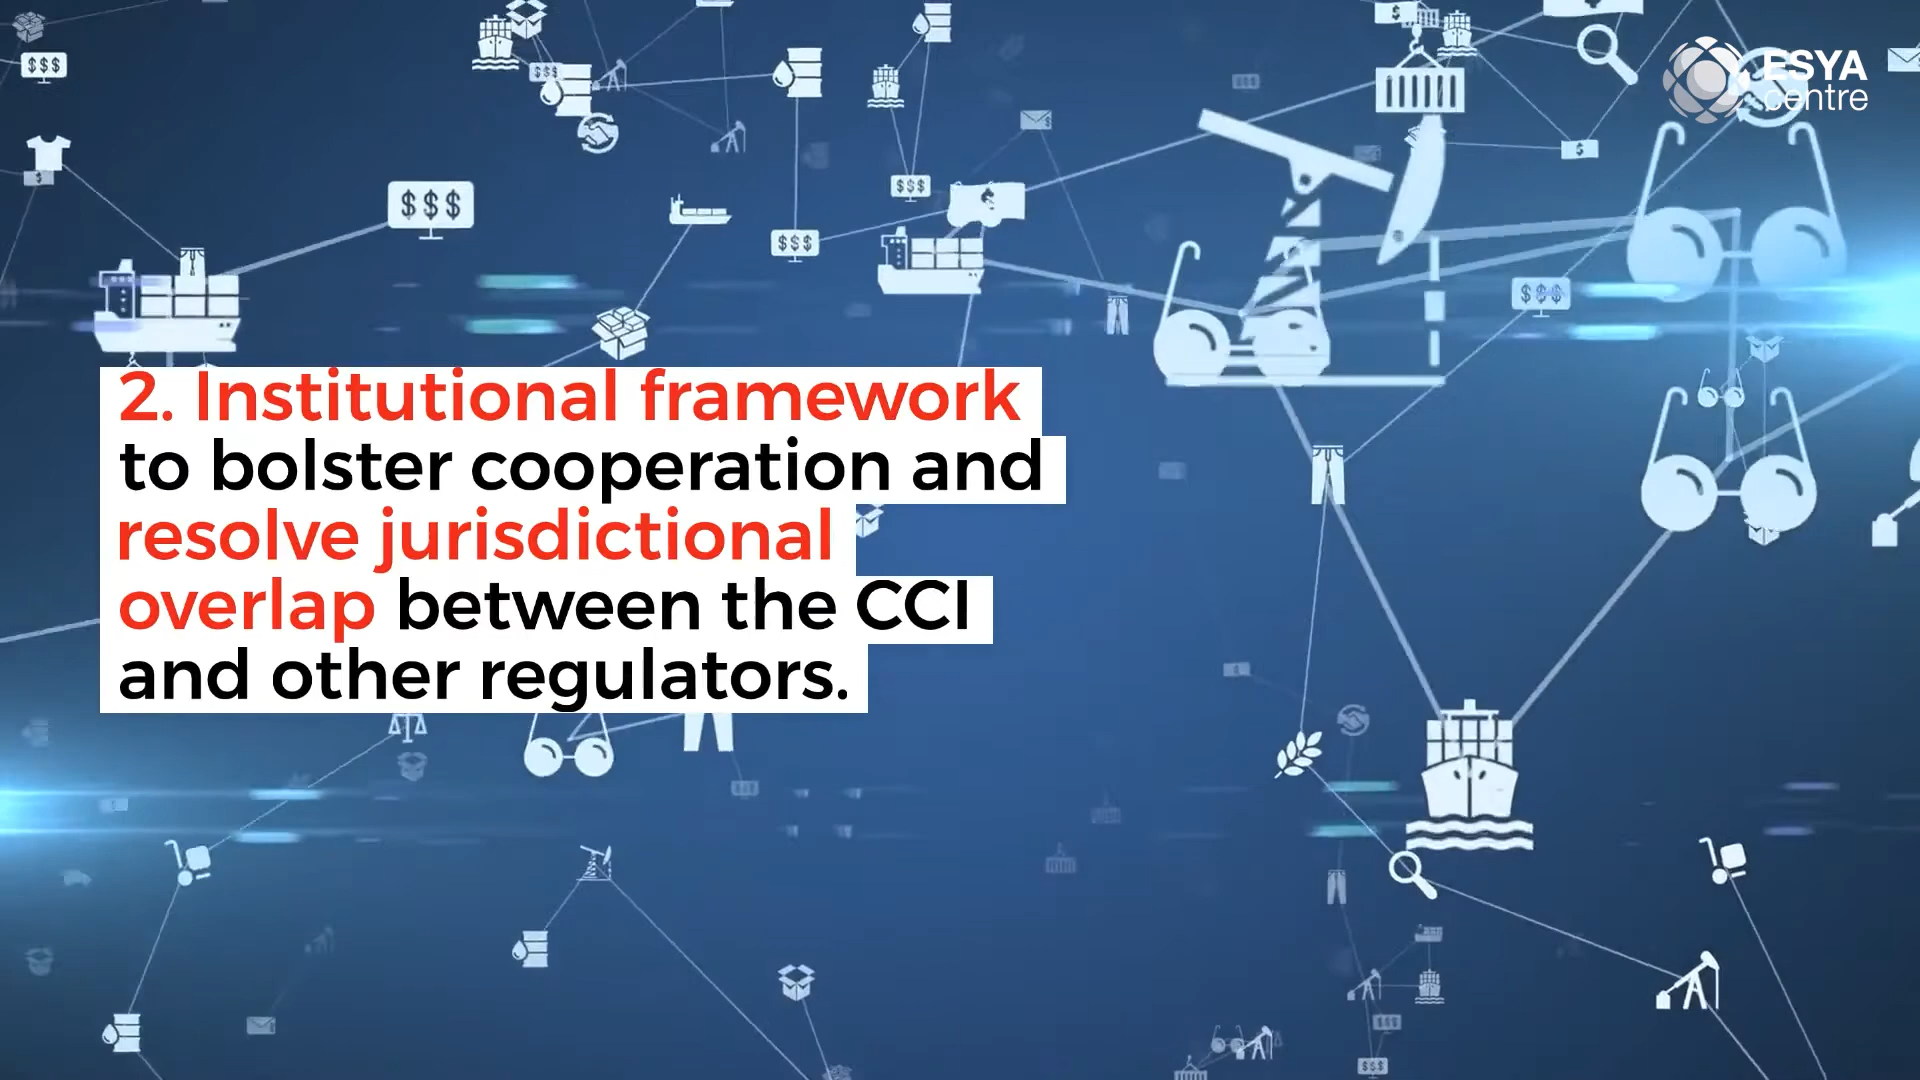 ESYA
centre
2. Institutional framework
to bolster cooperation and
resolve jurisdictional
overlap between the CCI
and other regulators.